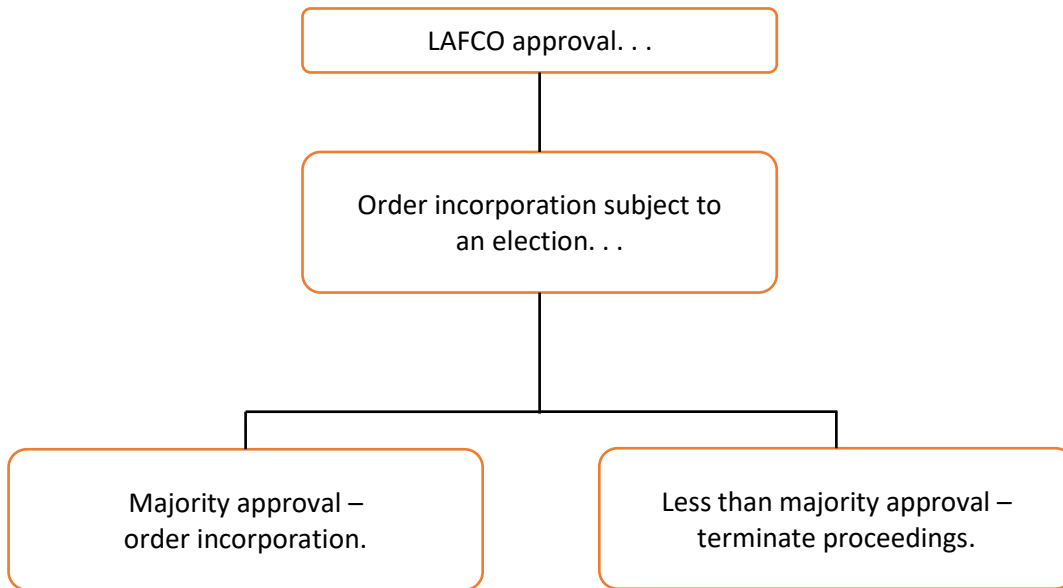 LAFCO approval. . .
Order incorporation subject to
an election. . .
Majority approval –
order incorporation.
Less than majority approval –
terminate proceedings.